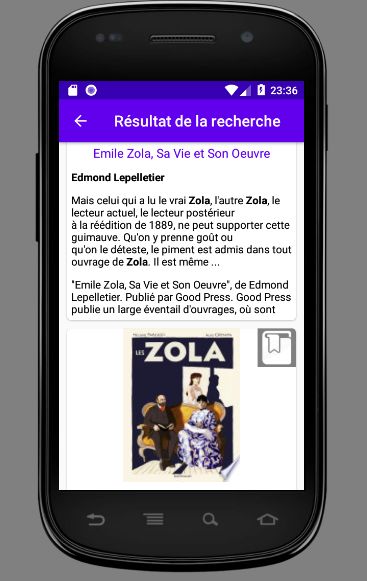 23:36
Résultat de la recherche
Emile Zola, Sa Vie et Son Oeuvre
Edmond Lepelletier
Mais celui qui a lu le vrai Zola, l'autre Zola, le
lecteur actuel, le lecteur postérieur
à la réédition de 1889, ne peut supporter cette
guimauve. Qu'on y prenne goût ou
qu'on le déteste, le piment est admis dans tout
ouvrage de Zola. Il est même ...
"Emile Zola, Sa Vie et Son Oeuvre", de Edmond
Lepelletier. Publié par Good Press. Good Press
publie un large éventail d'ouvrages, où sont
LES ZOLA